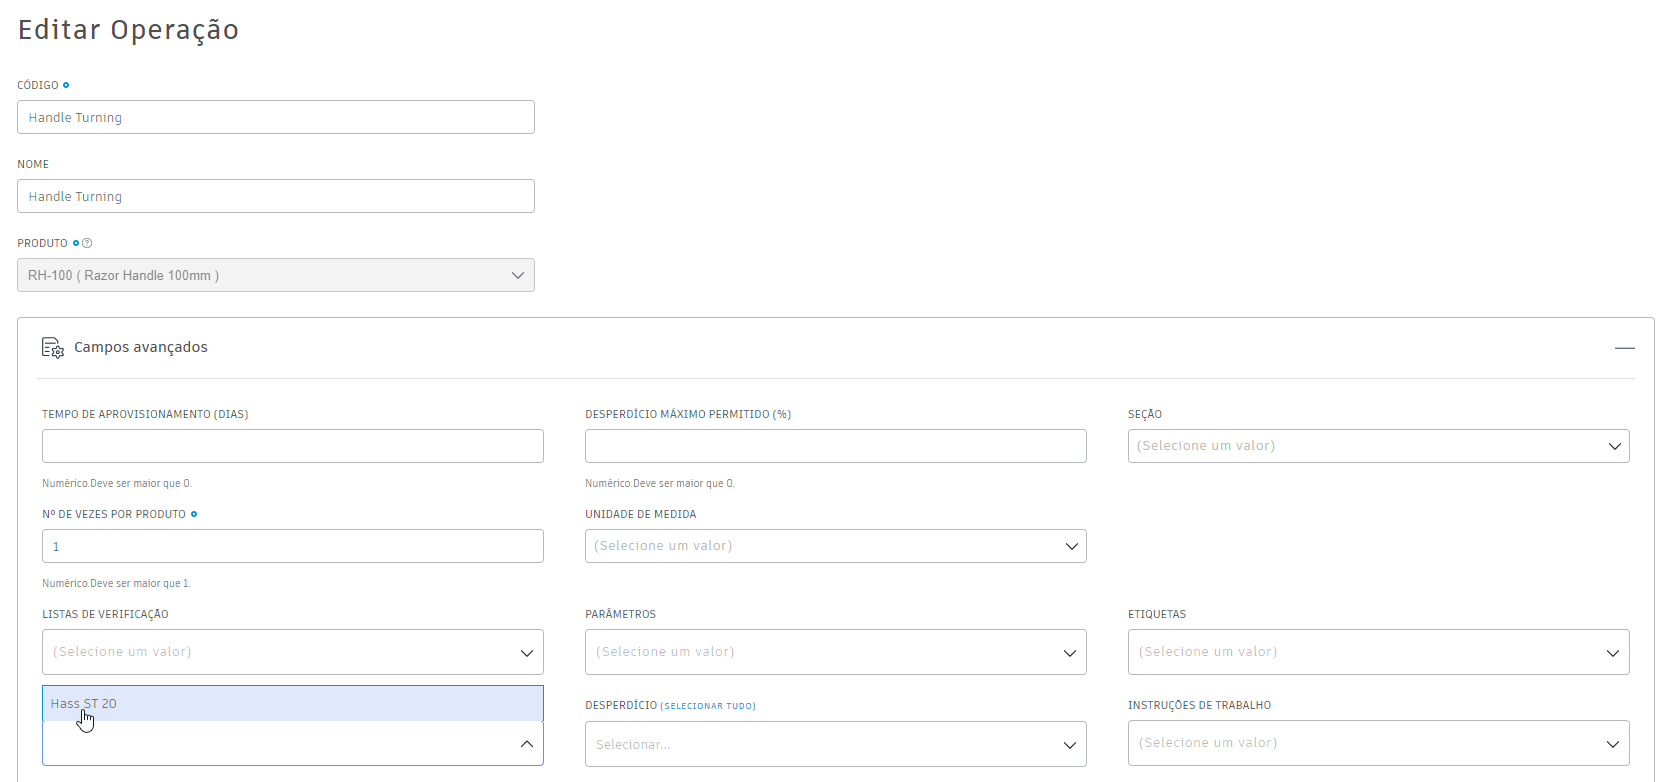 Editar Operação
CÓDIGO
Handle Turning
NOME
Handle Turning
PRODUTO ?
RH-100 ( Razor Handle 100mm )
Campos avançados
TEMPO DE APROVISIONAMENTO (DIAS)
DESPERDÍCIO MÁXIMO PERMITIDO (%)
SEÇÃO
(Selecione um valor)
Numérico.Deve ser maior que 0.
Numérico.Deve ser maior que 0.
Nº DE VEZES POR PRODUTO
UNIDADE DE MEDIDA
1
(Selecione um valor)
Numérico.Deve ser maior que 1.
LISTAS DE VERIFICAÇÃO
PARÂMETROS
ETIQUETAS
(Selecione um valor)
(Selecione um valor)
(Selecione um valor)
Hass ST 20
DESPERDÍCIO (SELECIONAR TUDO)
INSTRUÇÕES DE TRABALHO
Selecionar...
(Selecione um valor)